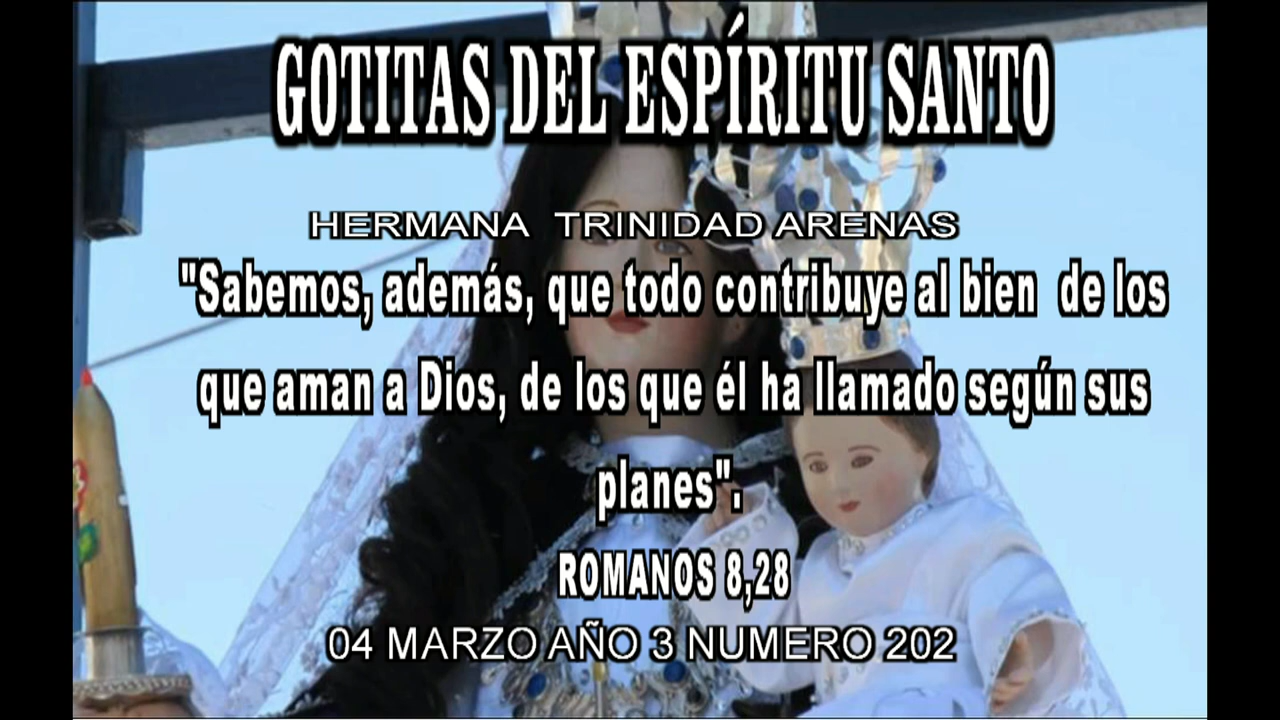 GOTITAS DEL ESPÍRITU SANTO
HERMANA TRINIDAD ARENAS
"Sabemos, además, que todo contribuye al bien de los
que aman a Dios, de los que él ha llamado según sus
planes".
ROMANOS 8,28
04 MARZO AÑO 3 NUMERO 202